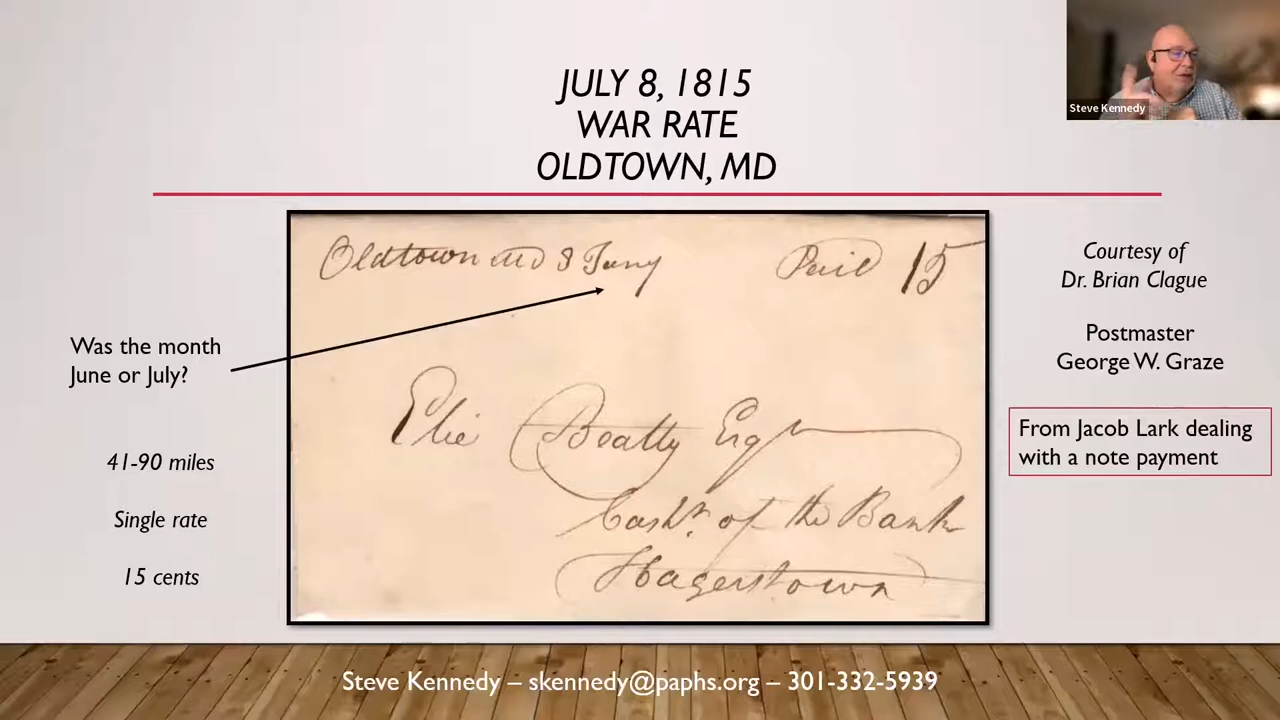 JULY 8, 1815
WAR RATE
OLDTOWN, MD
Steve Kennedy
Oldtown Md 8 Juny Paid 15
Elie Beatty Esqr
Cashr. of the Bank
Hagerstown
Was the month
June or July?
41-90 miles
Single rate
15 cents
Courtesy of
Dr. Brian Clague
Postmaster
George W. Graze
From Jacob Lark dealing
with a note payment
Steve Kennedy – skennedy@paphs.org – 301-332-5939